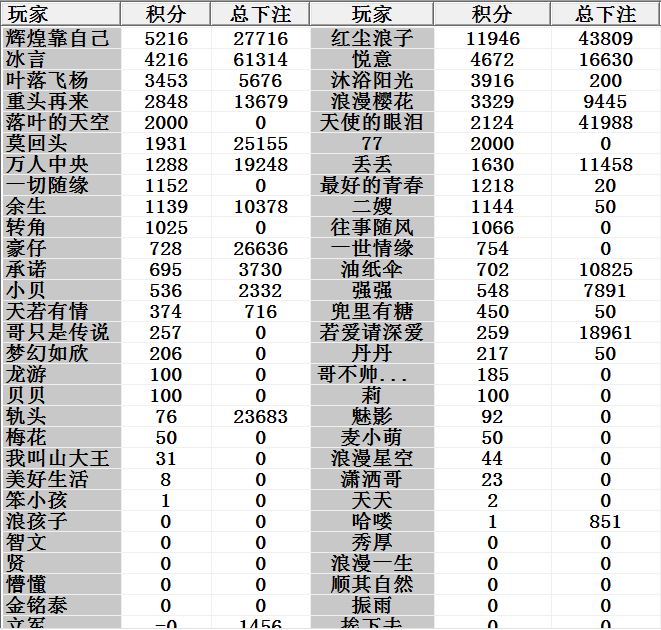 玩家 积分 总下注 玩家 积分 总下注
辉煌靠自己 5216 27716 红尘浪子 11946 43809
冰言 4216 61314 悦意 4672 16630
叶落飞杨 3453 5676 沐浴阳光 3916 200
重头再来 2848 13679 浪漫樱花 3329 9445
落叶的天空 2000 0 天使的眼泪 2124 41988
莫回头 1931 25155 77 2000 0
万人中央 1288 19248 丢丢 1630 11458
一切随缘 1152 0 最好的青春 1218 20
余生 1139 10378 二嫂 1144 50
转角 1025 0 往事随风 1066 0
豪仔 728 26636 一世情缘 754 0
承诺 695 3730 油纸伞 702 10825
小贝 536 2332 强强 548 7891
天若有情 374 716 兜里有糖 450 50
哥只是传说 257 0 若爱请深爱 259 18961
梦幻如欣 206 0 丹丹 217 50
龙游 100 0 哥不帅... 185 0
贝贝 100 0 莉 100 0
轨头 76 23683 魅影 92 0
梅花 50 0 麦小萌 50 0
我叫山大王 31 0 浪漫星空 44 0
美好生活 8 0 潇洒哥 23 0
笨小孩 1 0 天天 2 0
浪孩子 0 0 哈喽 1 851
智文 0 0 秀厚 0 0
贤 0 0 浪漫一生 0 0
懵懂 0 0 顺其自然 0 0
金铭泰 0 0 振雨 0 0
文军 -0 1456 挨下去 0 0